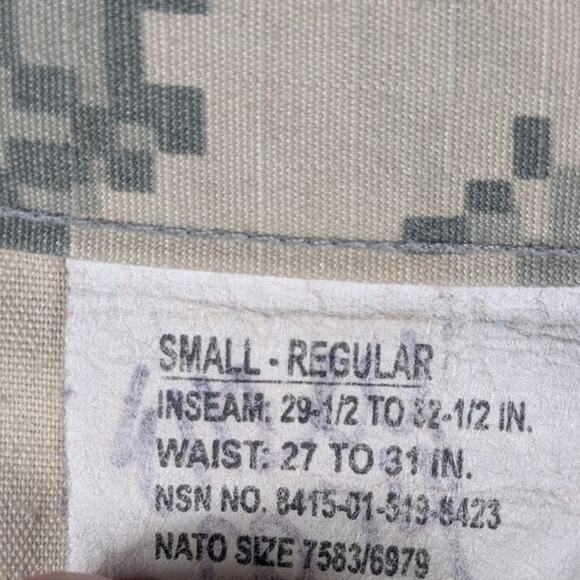 SMALL - REGULAR
INSEAM: 29-1/2 TO 32-1/2 IN.
WAIST: 27 TO 31 IN.
NSN NO. 8415-01-519-8423
NATO SIZE 7583/6979